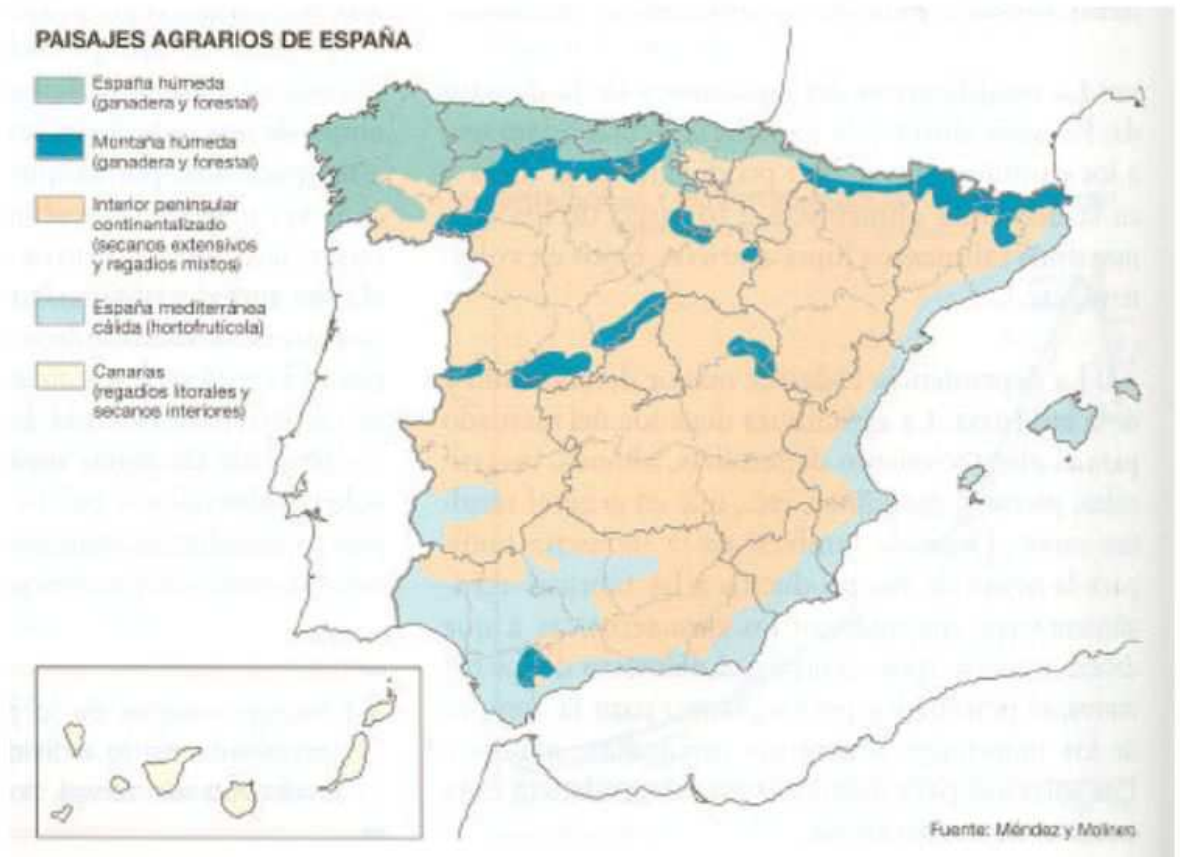 PAISAJES AGRARIOS DE ESPAÑA
España húmeda
(ganadera y forestal)
Montaña húmeda
(ganadera y forestal)
Interior peninsular
continentalizado
(secanos extensivos
y regadíos mixtos)
España mediterránea
cálida (hortofrutícola)
Canarias
(regadíos litorales y
secanos interiores)
Fuente: Méndez y Molinero